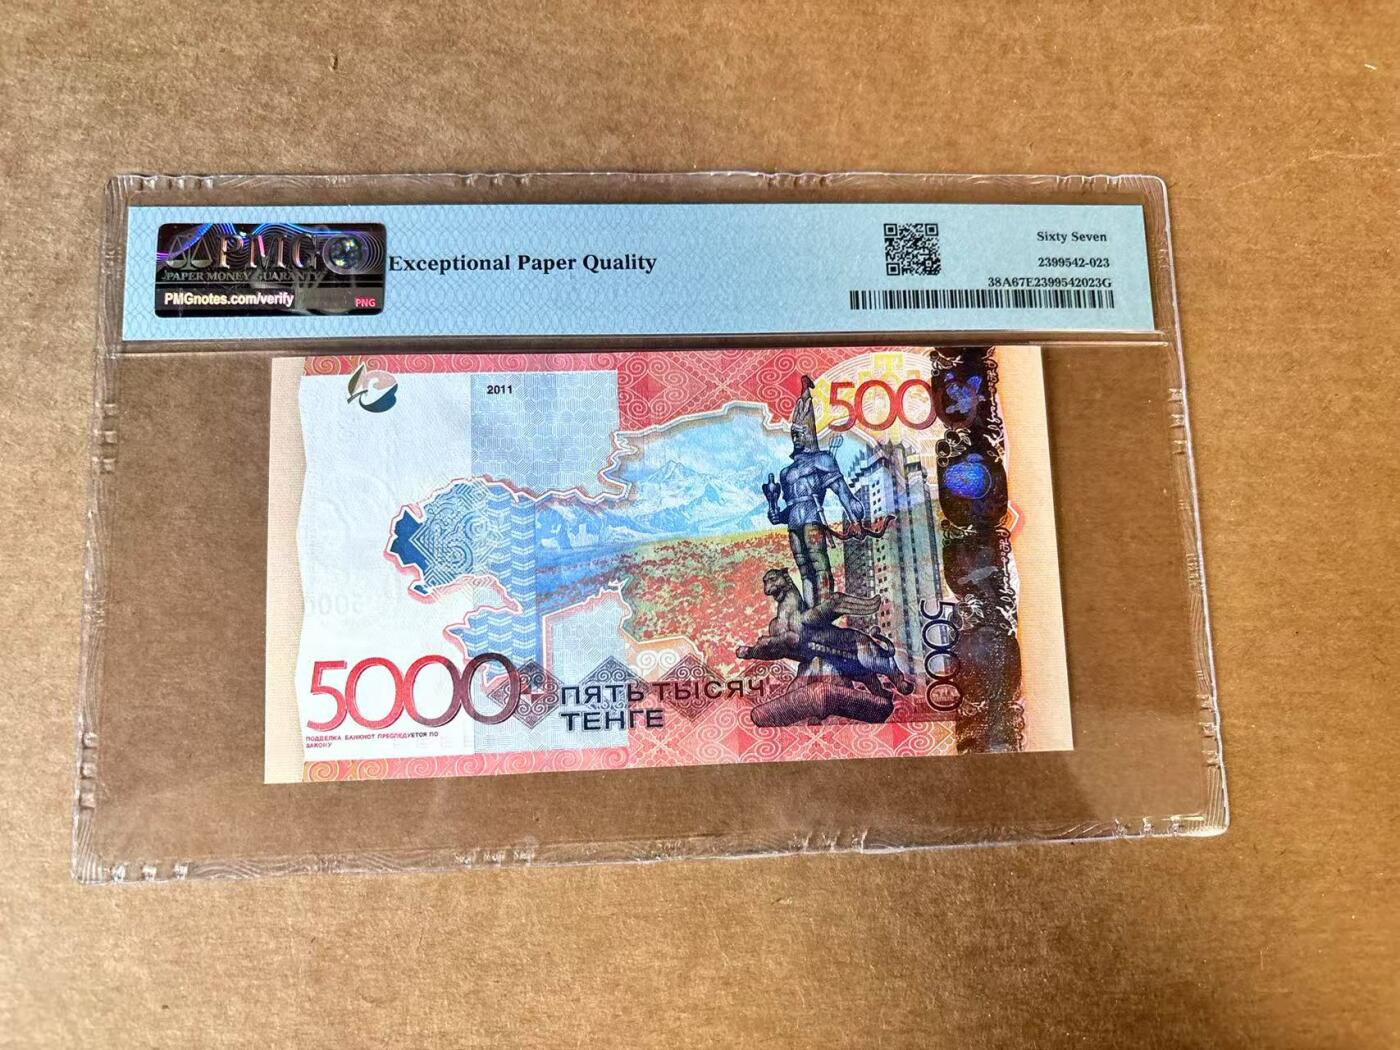 PMG
PAPER MONEY GUARANTY
PMGnotes.com/verify
PNG
Exceptional Paper Quality
Sixty Seven
2399542-023
38A67E2399542023G
2011
5000
5000
5000
ПЯТЬ ТЫСЯЧ
ТЕНГЕ
ПОДДЕЛКА БАНКНОТ ПРЕСЛЕДУЕТСЯ ПО
ЗАКОНУ